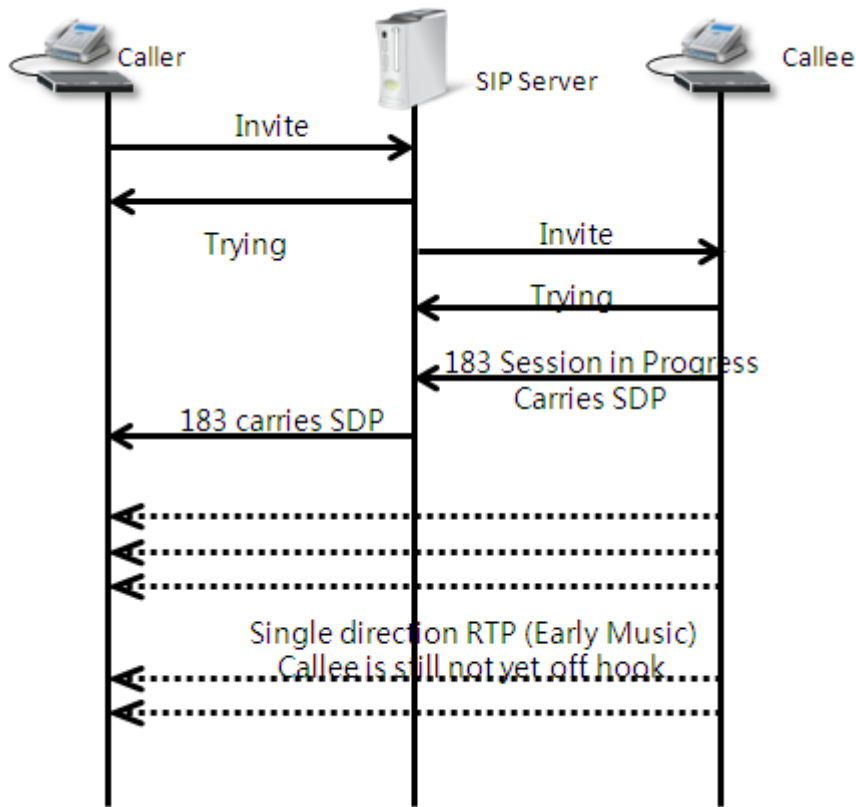 Caller
SIP Server
Callee
Invite
Trying
Invite
Trying
183 Session in Progress
Carries SDP
183 carries SDP
Single direction RTP (Early Music)
Callee is still not yet off hook